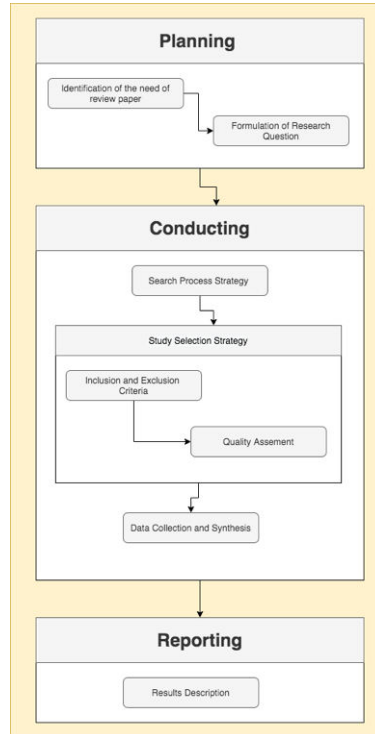 Planning
Identification of the need of
review paper
Formulation of Research
Question
Conducting
Search Process Strategy
Study Selection Strategy
Inclusion and Exclusion
Criteria
Quality Assement
Data Collection and Synthesis
Reporting
Results Description